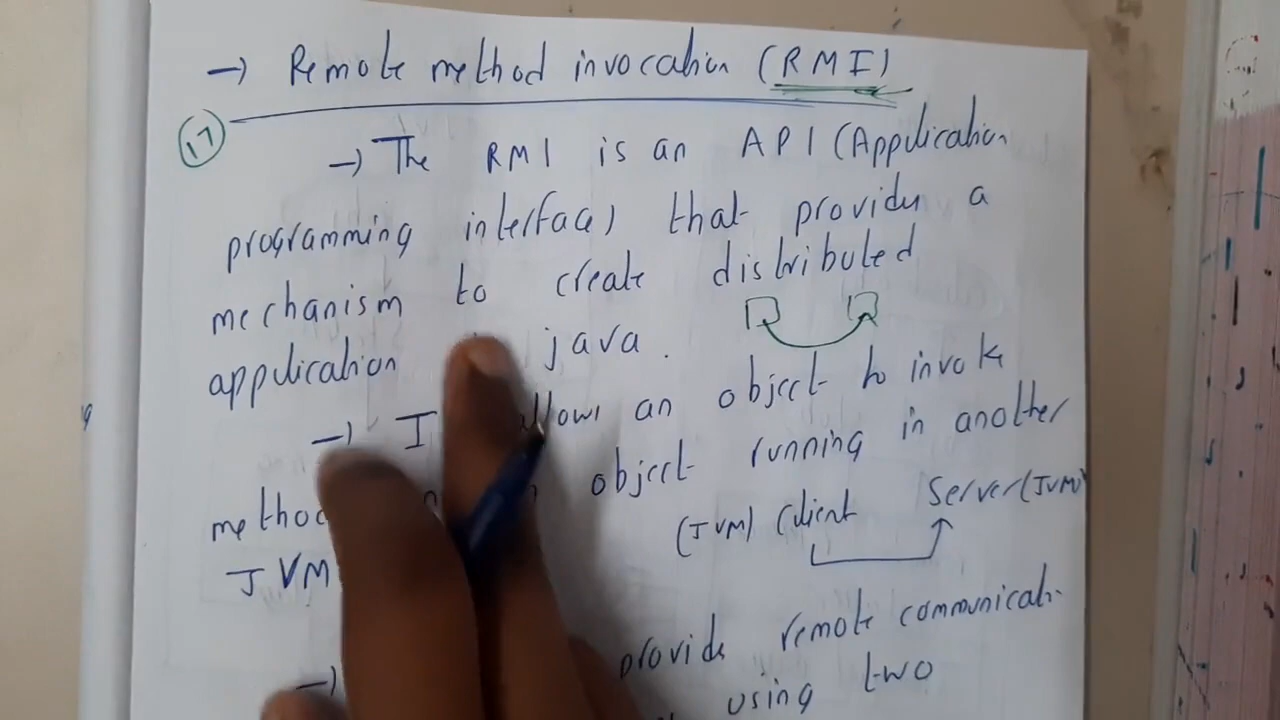 → Remote method invocation (RMI)
17
→ The RMI is an API (Application
programming interface) that provides a
mechanism to create distributed
application java.
→ I allows an object to invoke
method object running in another
JVM (JVM) Client Server (JVM)
→ provide remote communicati
using two